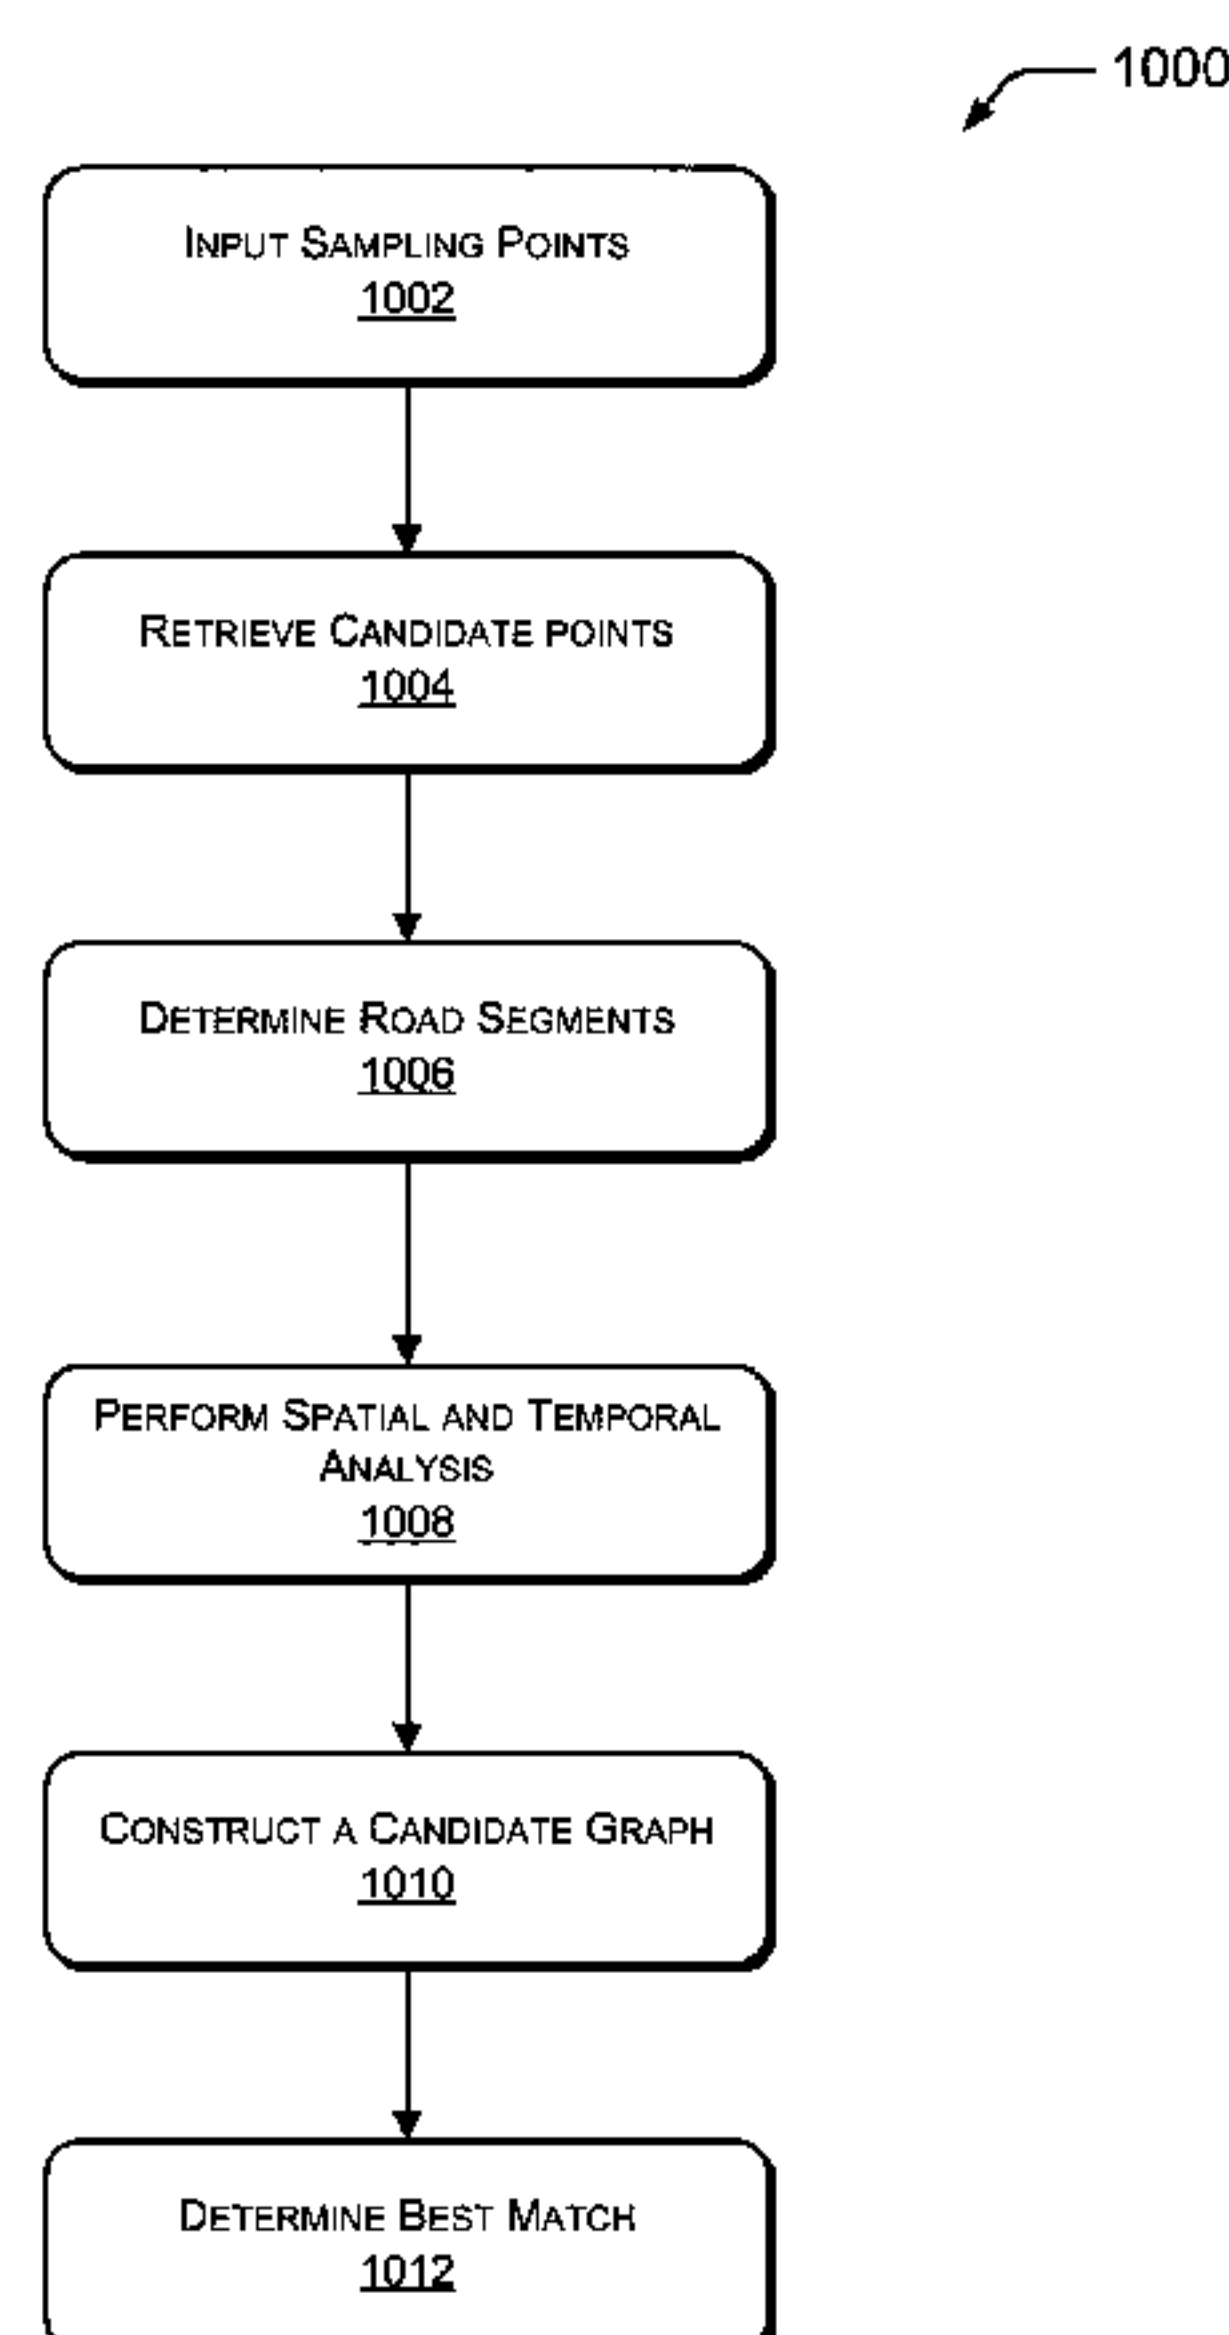 1000
INPUT SAMPLING POINTS
1002
RETRIEVE CANDIDATE POINTS
1004
DETERMINE ROAD SEGMENTS
1006
PERFORM SPATIAL AND TEMPORAL
ANALYSIS
1008
CONSTRUCT A CANDIDATE GRAPH
1010
DETERMINE BEST MATCH
1012